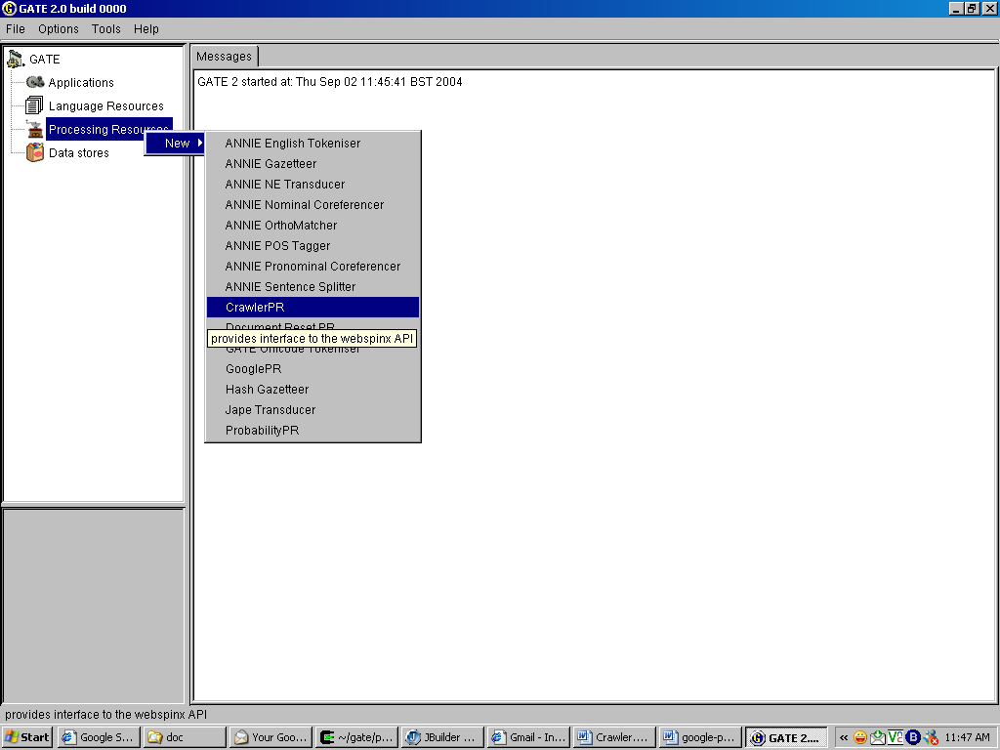 GATE 2.0 build 0000
File Options Tools Help
GATE
Applications
Language Resources
Processing Resources
Data stores
Messages
GATE 2 started at: Thu Sep 02 11:45:41 BST 2004
New
ANNIE English Tokeniser
ANNIE Gazetteer
ANNIE NE Transducer
ANNIE Nominal Coreferencer
ANNIE OrthoMatcher
ANNIE POS Tagger
ANNIE Pronominal Coreferencer
ANNIE Sentence Splitter
CrawlerPR
Document Reset PR
provides interface to the webspinx API
GATE Unicode Tokeniser
GooglePR
Hash Gazetteer
Jape Transducer
ProbabilityPR
provides interface to the webspinx API
Start Google S... doc Your Goo... ~/gate/p... JBuilder ... Gmail - In... Crawler.... google-p... GATE 2.... « 11:47 AM